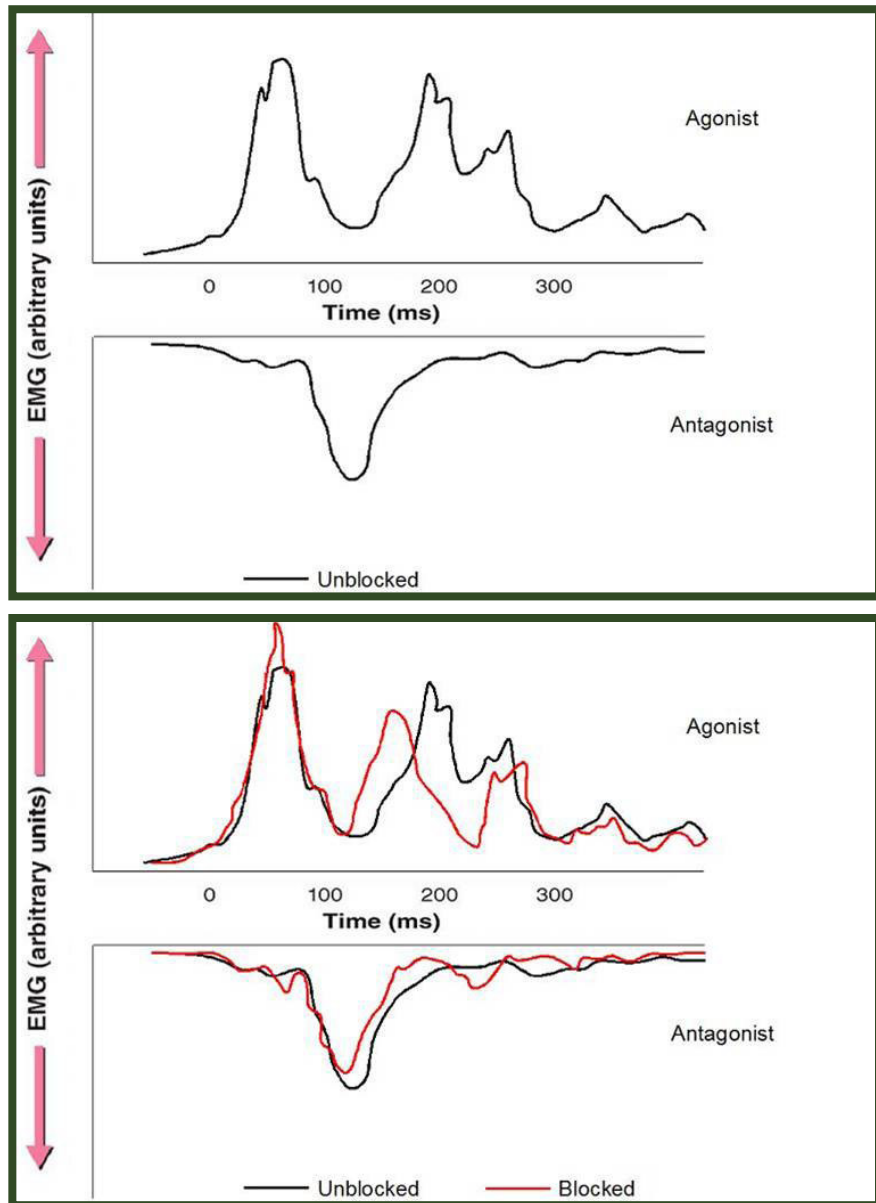 EMG (arbitrary units)
Agonist
0 100 200 300
Time (ms)
Antagonist
Unblocked
EMG (arbitrary units)
Agonist
0 100 200 300
Time (ms)
Antagonist
Unblocked Blocked